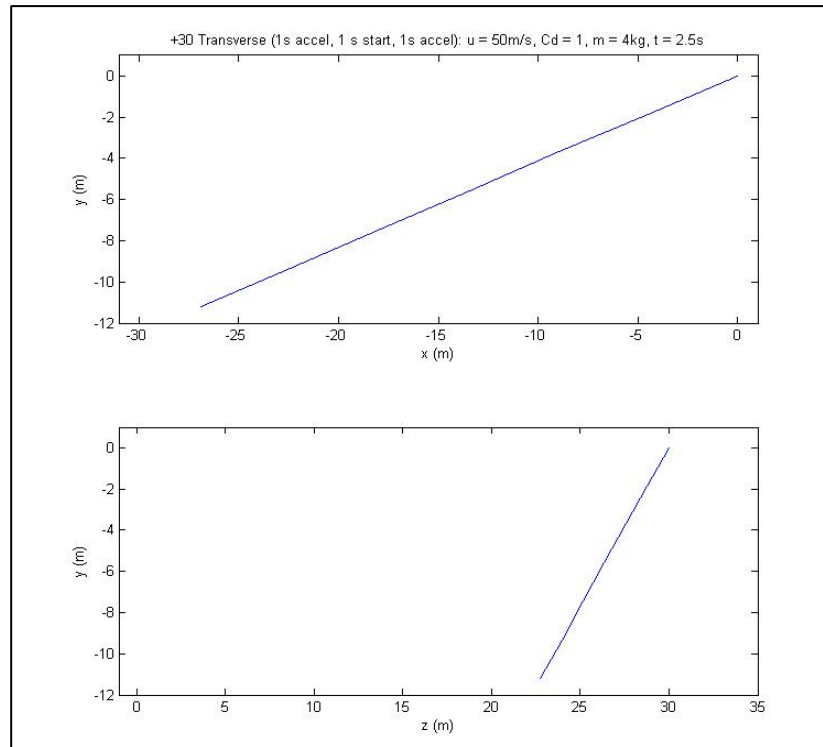 +30 Transverse (1s accel, 1 s start, 1s accel): u = 50m/s, Cd = 1, m = 4kg, t = 2.5s
0
-2
-4
-6
-8
-10
-12
y (m)
-30 -25 -20 -15 -10 -5 0
x (m)
0
-2
-4
-6
-8
-10
-12
y (m)
0 5 10 15 20 25 30 35
z (m)